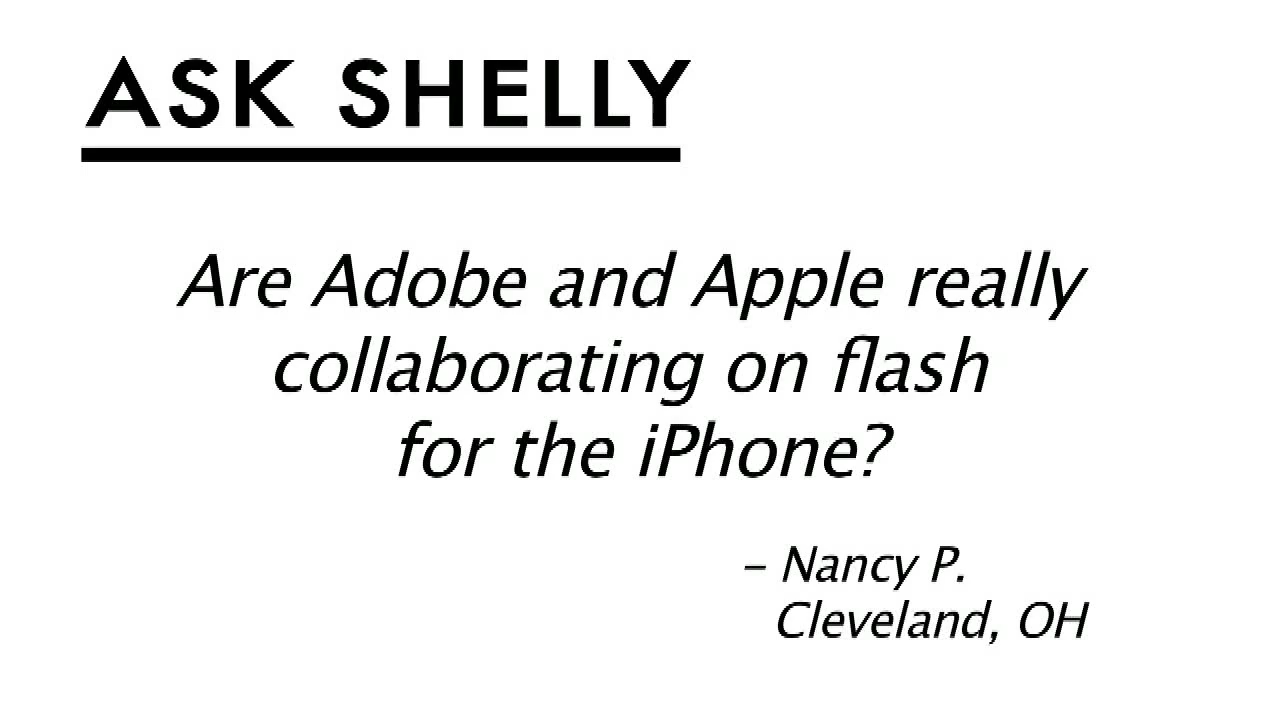 ASK SHELLY
Are Adobe and Apple really
collaborating on flash
for the iPhone?
– Nancy P.
Cleveland, OH